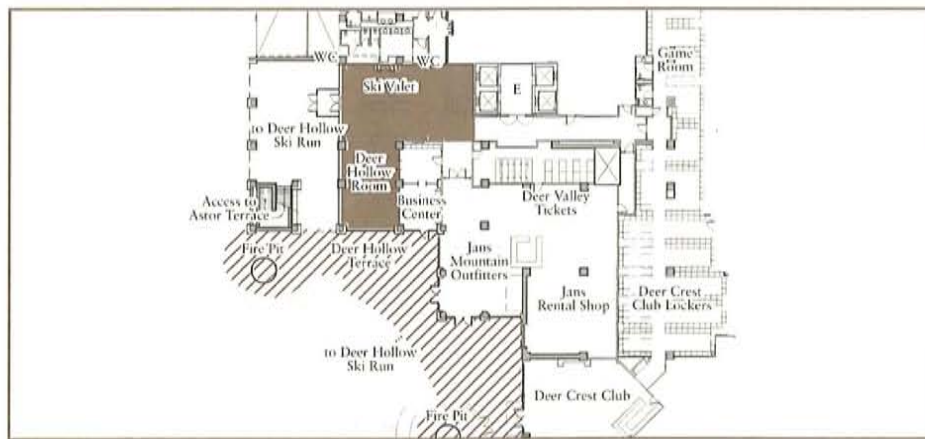 WC
WC
Game
Room
Ski Valet
E
to Deer Hollow
Ski Run
Deer
Hollow
Room
Access to
Astor Terrace
Business
Center
Deer Valley
Tickets
Fire Pit
Deer Hollow
Terrace
Jans
Mountain
Outfitters
Jans
Rental Shop
Deer Crest
Club Lockers
to Deer Hollow
Ski Run
Deer Crest Club
Fire Pit